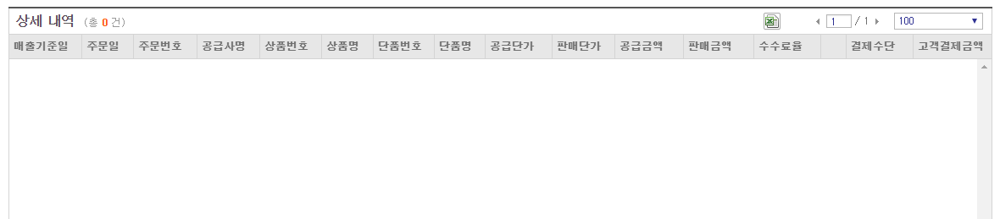 상세 내역 (총 0 건) 1 / 1 100
매출기준일 주문일 주문번호 공급사명 상품번호 상품명 단품번호 단품명 공급단가 판매단가 공급금액 판매금액 수수료율 결제수단 고객결제금액